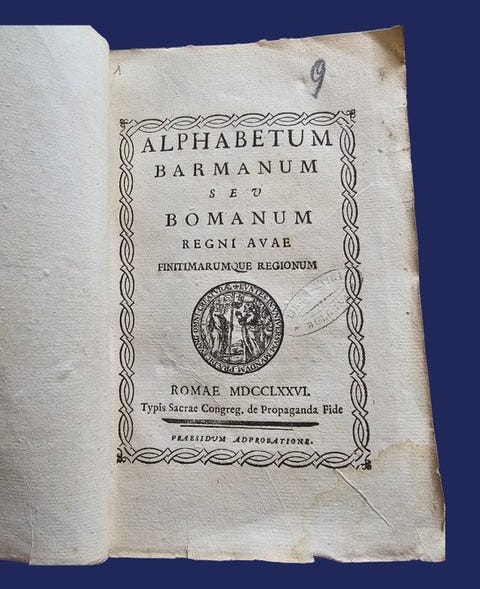 1
9
ALPHABETUM
BARMANUM
SEU
BOMANUM
REGNI AVAE
FINITIMARUMQUE REGIONUM
ROMAE MDCCLXXVI.
Typis Sacrae Congreg. de Propaganda Fide
PRAESIDUM ADPROBATIONE.